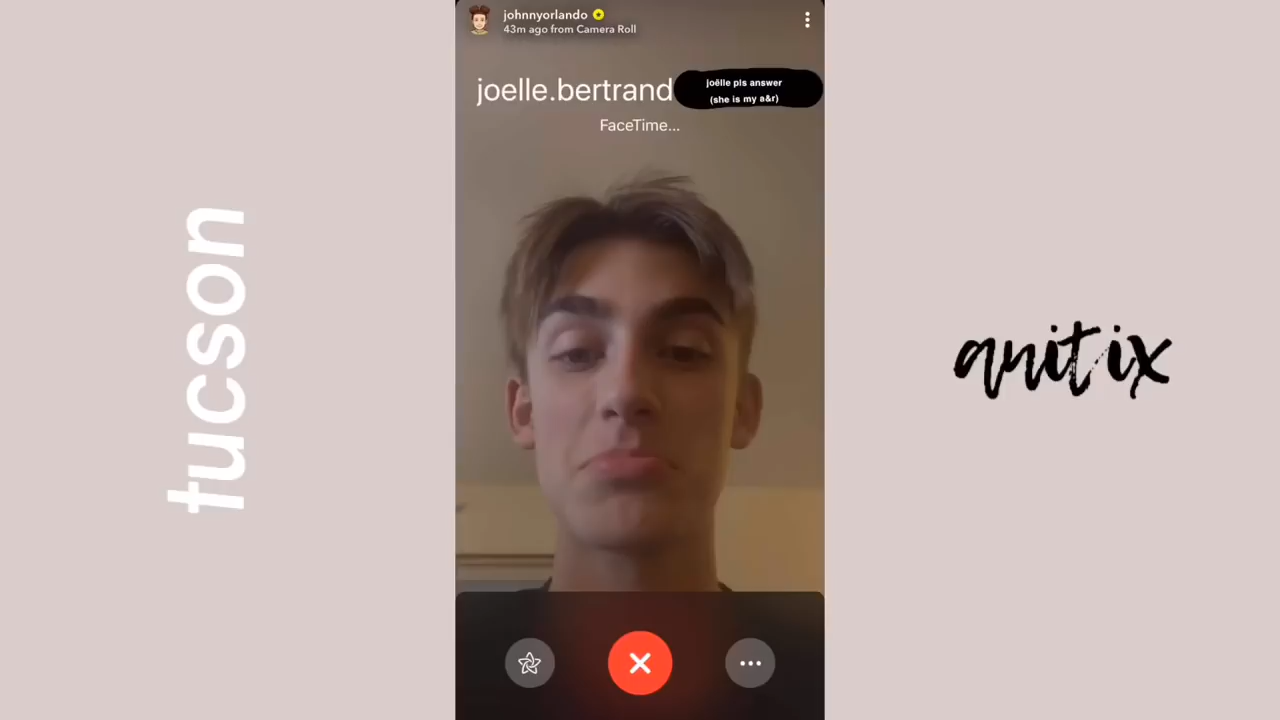 johnnyorlando
43m ago from Camera Roll
joelle.bertrand
joëlle pls answer
(she is my a&r)
FaceTime...
tucson
anitix